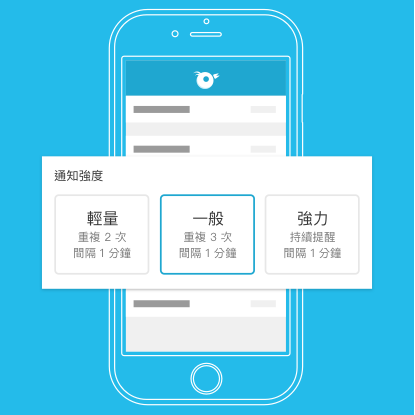 通知強度
輕量
重複 2 次
間隔 1 分鐘
一般
重複 3 次
間隔 1 分鐘
強力
持續提醒
間隔 1 分鐘